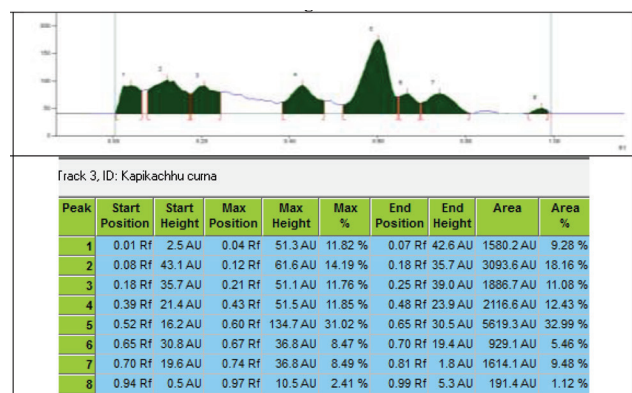 1
2
3
4
5
6
7
8
0.20
0.40
Track 3, ID: Kapikachhu curna
Peak Start Position Start Height Max Position Max Height Max % End Position End Height Area Area %
1 0.01 Rf 2.5 AU 0.04 Rf 51.3 AU 11.82 % 0.07 Rf 42.6 AU 1580.2 AU 9.28 %
2 0.08 Rf 43.1 AU 0.12 Rf 61.6 AU 14.19 % 0.18 Rf 35.7 AU 3093.6 AU 18.16 %
3 0.18 Rf 35.7 AU 0.21 Rf 51.1 AU 11.76 % 0.25 Rf 39.0 AU 1886.7 AU 11.08 %
4 0.39 Rf 21.4 AU 0.43 Rf 51.5 AU 11.85 % 0.48 Rf 23.9 AU 2116.6 AU 12.43 %
5 0.52 Rf 16.2 AU 0.60 Rf 134.7 AU 31.02 % 0.65 Rf 30.5 AU 5619.3 AU 32.99 %
6 0.65 Rf 30.8 AU 0.67 Rf 36.8 AU 8.47 % 0.70 Rf 19.4 AU 929.1 AU 5.46 %
7 0.70 Rf 19.6 AU 0.74 Rf 36.8 AU 8.49 % 0.81 Rf 1.8 AU 1614.1 AU 9.48 %
8 0.94 Rf 0.5 AU 0.97 Rf 10.5 AU 2.41 % 0.99 Rf 5.3 AU 191.4 AU 1.12 %